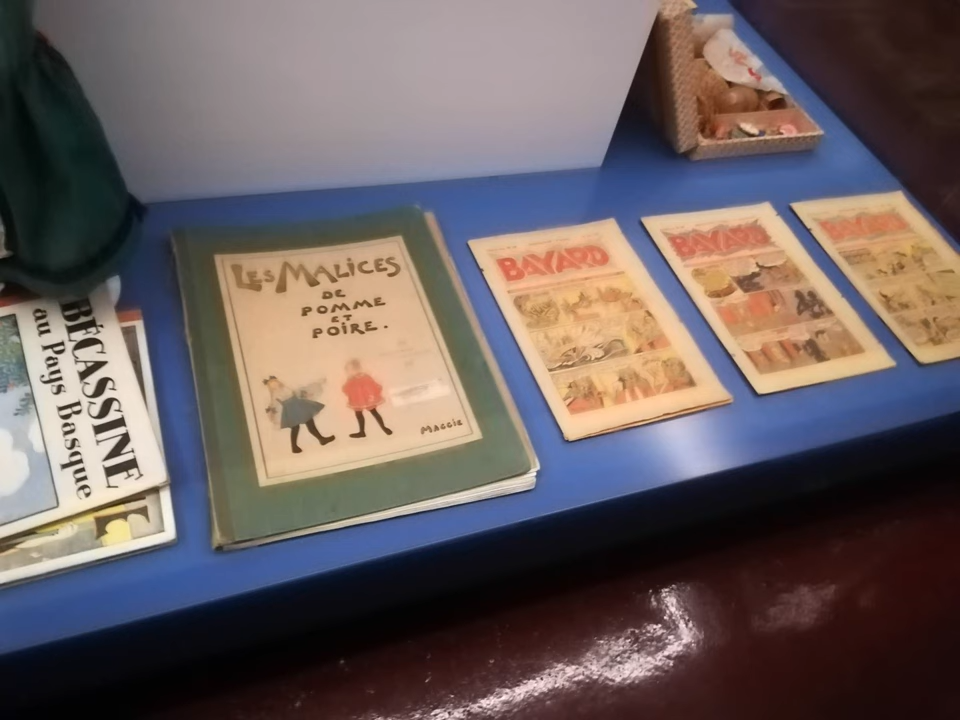 BÉCASSINE
au Pays Basque
LES MALICES
DE
POMME
ET
POIRE.
MAGGIE
BAYARD
BAYARD
BAYARD